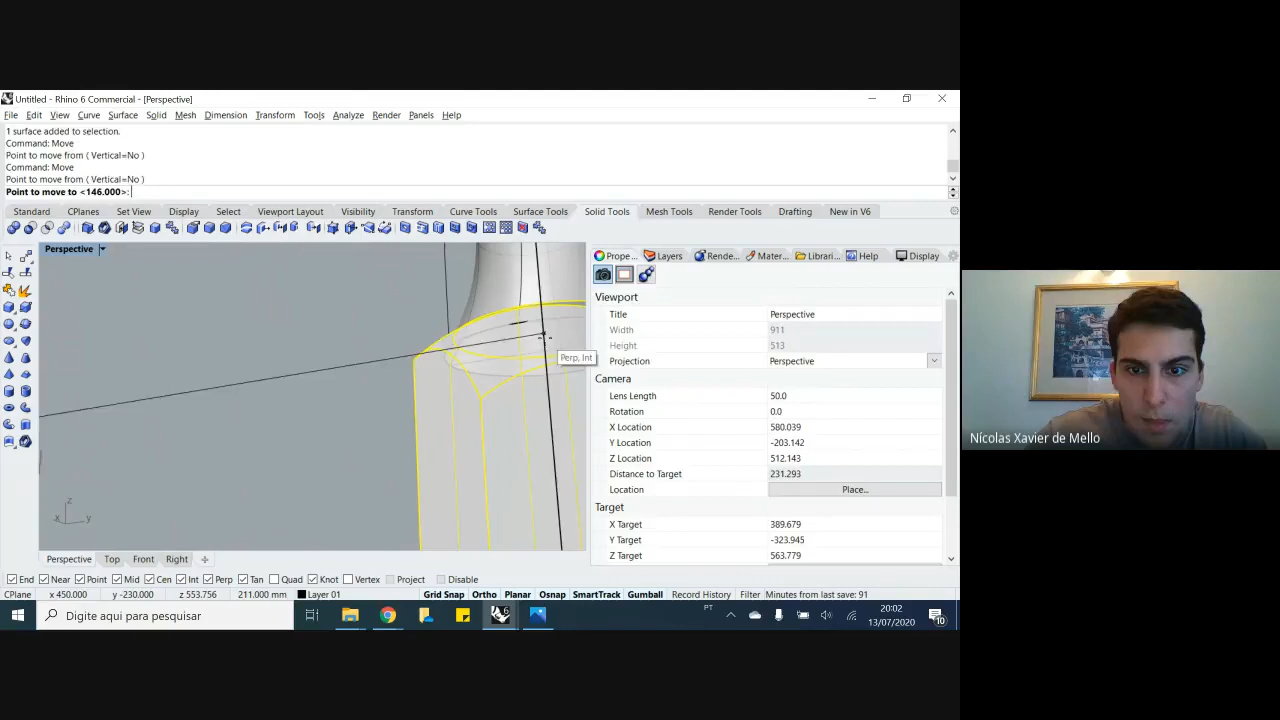 Untitled - Rhino 6 Commercial - [Perspective]
File Edit View Curve Surface Solid Mesh Dimension Transform Tools Analyze Render Panels Help
1 surface added to selection.
Command: Move
Point to move from ( Vertical=No )
Command: Move
Point to move from ( Vertical=No )
Point to move to <146.000>:
Standard CPlanes Set View Display Select Viewport Layout Visibility Transform Curve Tools Surface Tools Solid Tools Mesh Tools Render Tools Drafting New in V6
Perspective
Prope... Layers Rende... Mater... Librari... Help Display
Viewport
Title Perspective
Width 911
Height 513
Projection Perspective
Camera
Lens Length 50.0
Rotation 0.0
X Location 580.039
Y Location -203.142
Z Location 512.143
Distance to Target 231.293
Location Place...
Target
X Target 389.679
Y Target -323.945
Z Target 563.779
Perp, Int
z
x y
Perspective Top Front Right
End Near Point Mid Cen Int Perp Tan Quad Knot Vertex Project Disable
CPlane x 450.000 y -230.000 z 553.756 211.000 mm Layer 01 Grid Snap Ortho Planar Osnap SmartTrack Gumball Record History Filter Minutes from last save: 91
Digite aqui para pesquisar
6
PT
20:02
13/07/2020
10
Nícolas Xavier de Mello